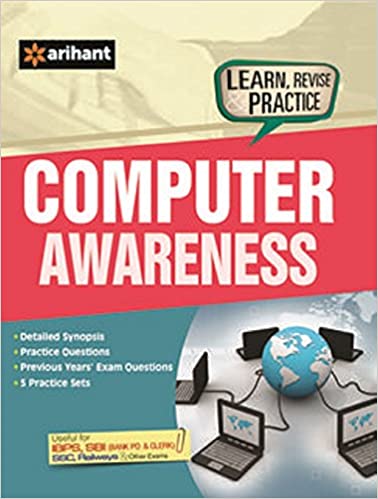 arihant
LEARN, REVISE
& PRACTICE
COMPUTER
AWARENESS
• Detailed Synopsis
• Practice Questions
• Previous Years' Exam Questions
• 5 Practice Sets
Useful for
IBPS, SBI (BANK PO & CLERK)
SSC, Railways & Other Exams